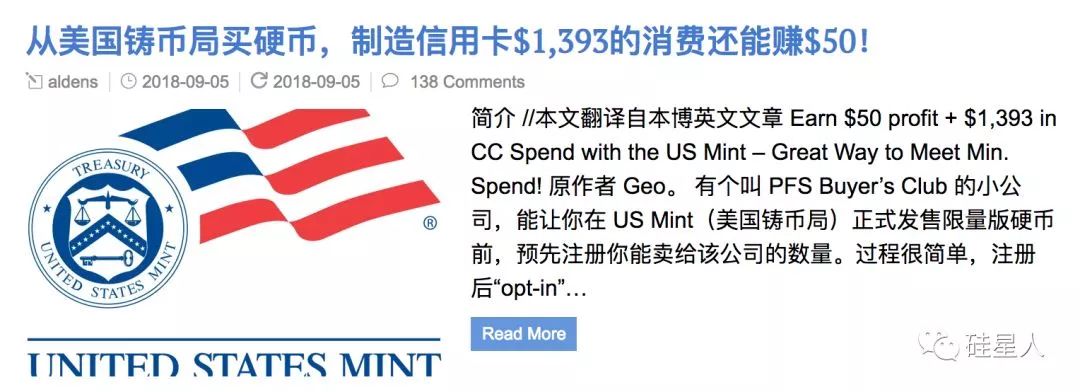 从美国铸币局买硬币，制造信用卡$1,393的消费还能赚$50！
aldens 2018-09-05 2018-09-05 138 Comments
TREASURY
UNITED STATES MINT
®
UNITED STATES MINT
简介 //本文翻译自本博英文文章 Earn $50 profit + $1,393 in
CC Spend with the US Mint – Great Way to Meet Min.
Spend! 原作者 Geo。 有个叫 PFS Buyer’s Club 的小公
司，能让你在 US Mint（美国铸币局）正式发售限量版硬币
前，预先注册你能卖给该公司的数量。过程很简单，注册
后“opt-in”…
Read More
硅星人